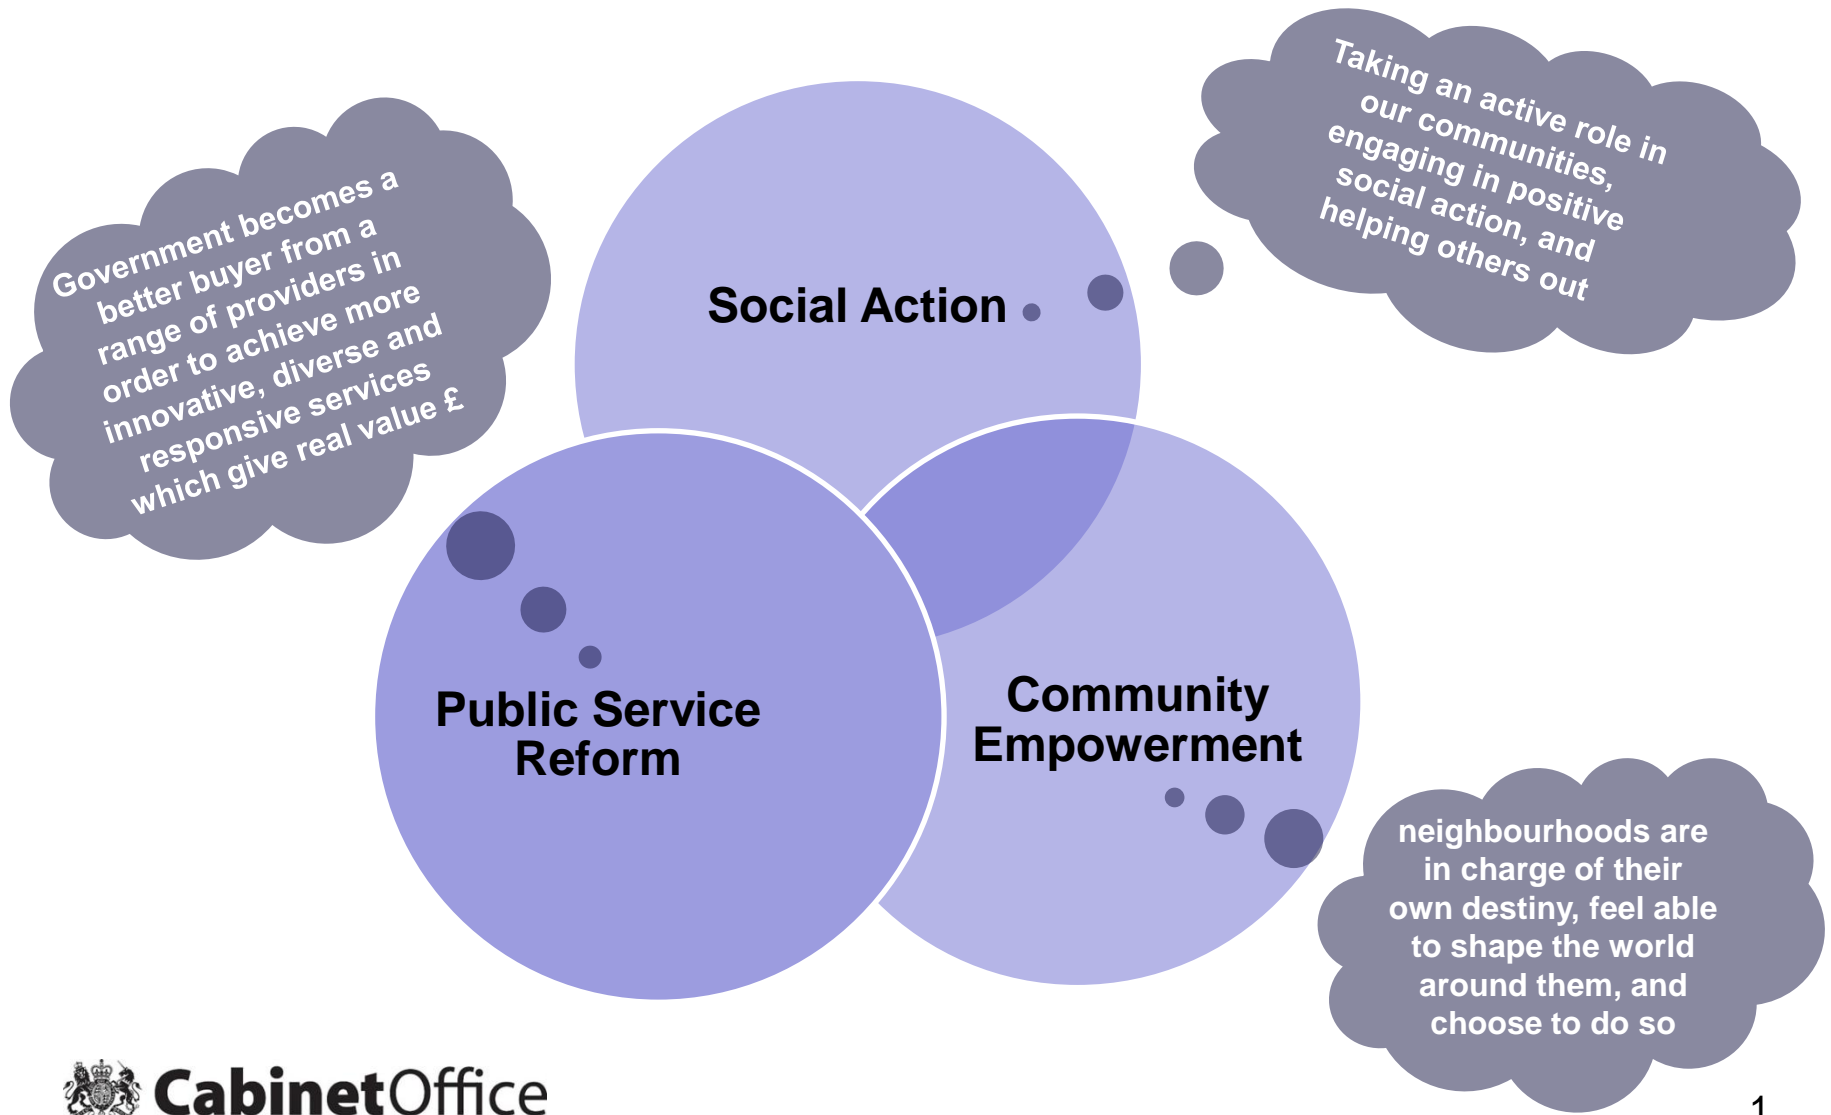 Taking an active role in
our communities,
engaging in positive
social action, and
helping others out
Government becomes a
better buyer from a
range of providers in
order to achieve more
innovative, diverse and
responsive services
which give real value £
Social Action
Public Service
Reform
Community
Empowerment
neighbourhoods are
in charge of their
own destiny, feel able
to shape the world
around them, and
choose to do so
CabinetOffice
1